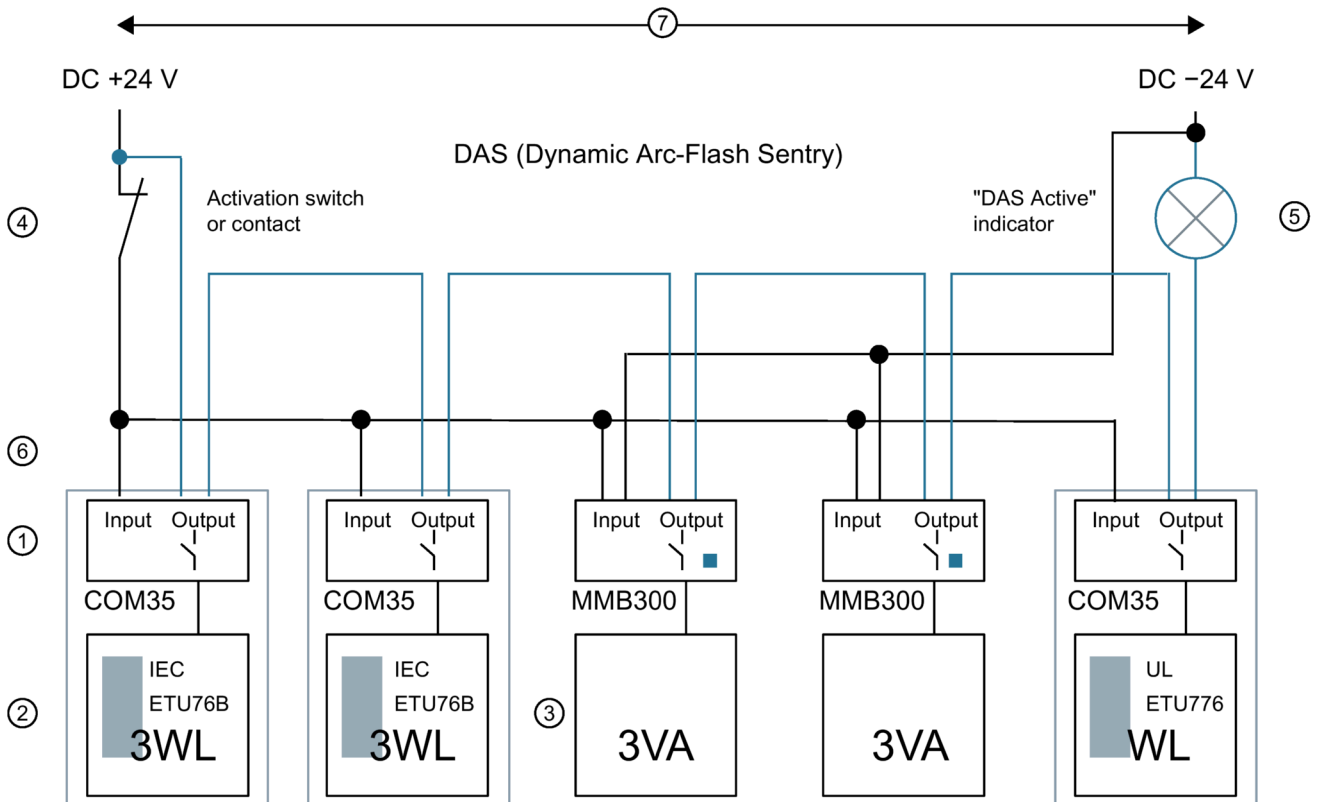 ⑦
DC +24 V
DC −24 V
DAS (Dynamic Arc-Flash Sentry)
④
Activation switch
or contact
"DAS Active"
indicator
⑤
⑥
①
Input Output
Input Output
Input Output
Input Output
Input Output
COM35
COM35
MMB300
MMB300
COM35
②
IEC
ETU76B
3WL
IEC
ETU76B
3WL
③
3VA
3VA
UL
ETU776
WL